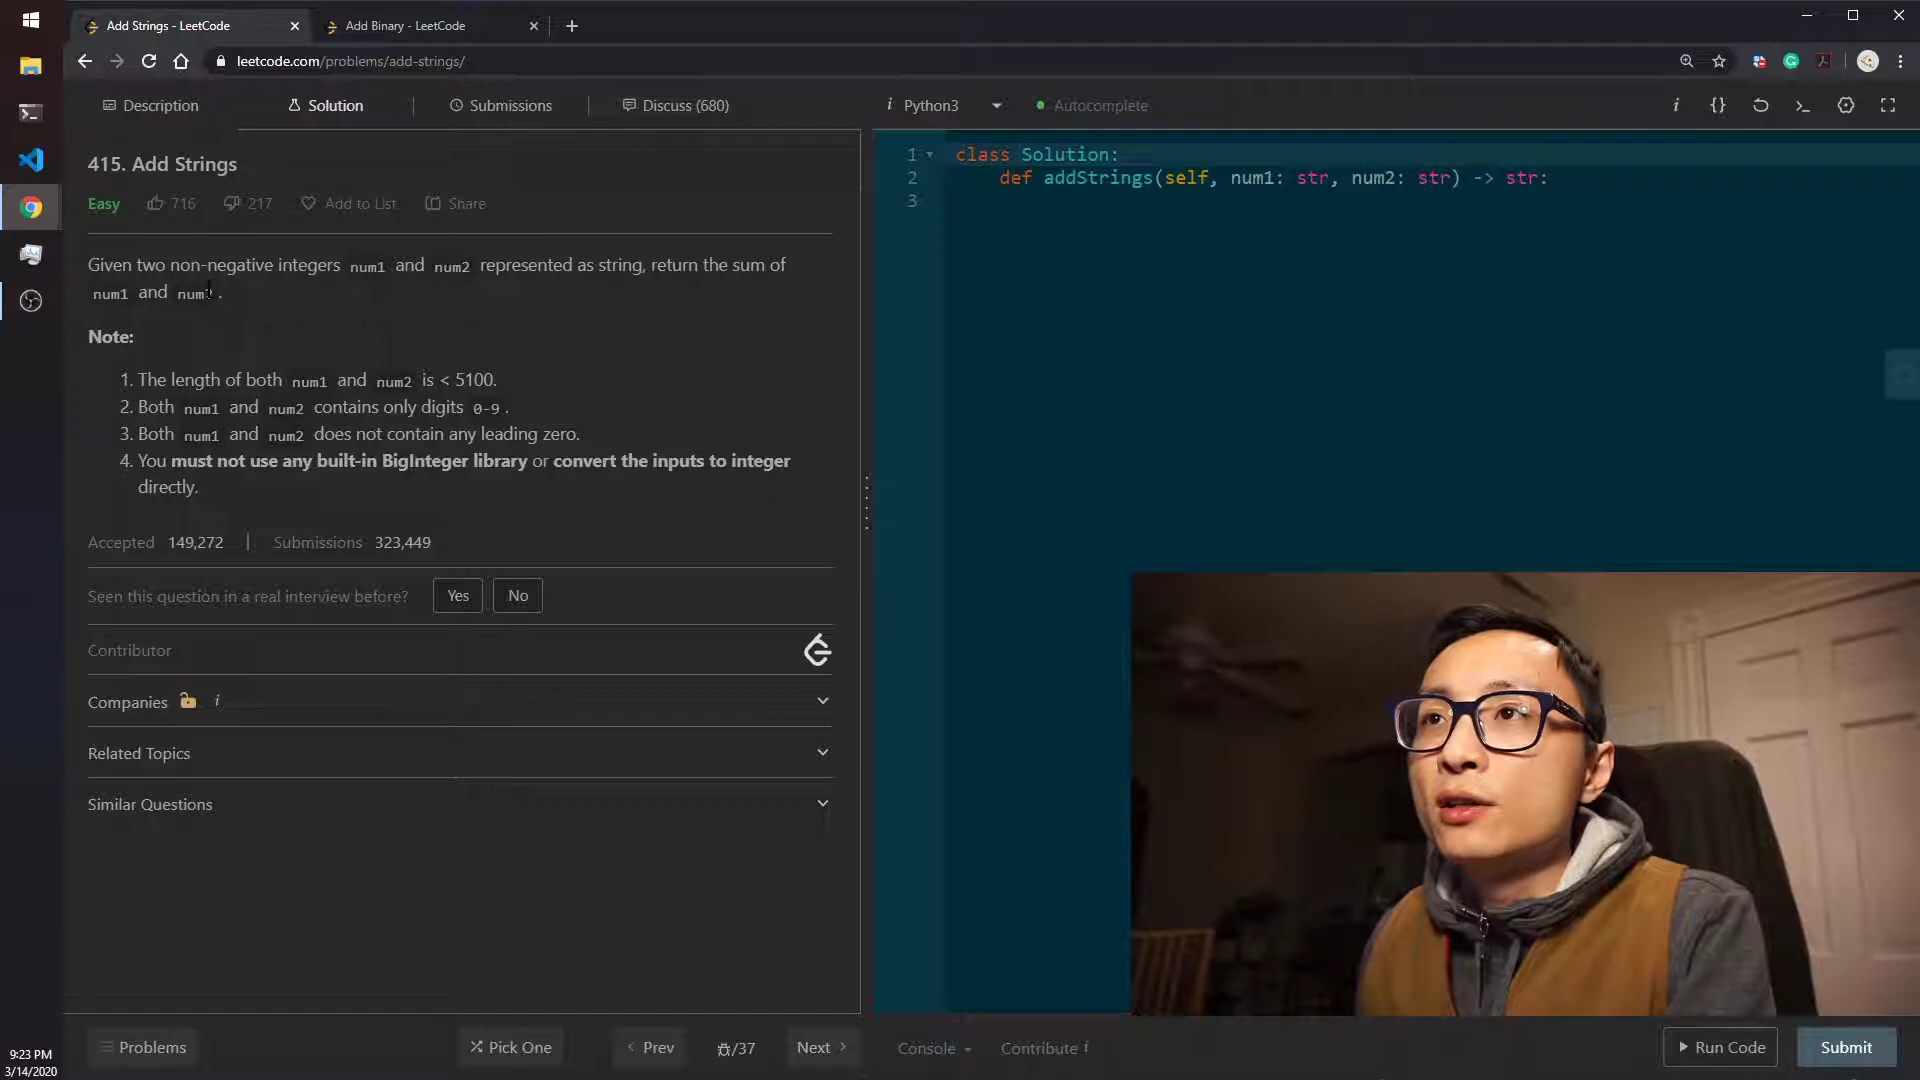 Add Strings - LeetCode
Add Binary - LeetCode
leetcode.com/problems/add-strings/
Description
Solution
Submissions
Discuss (680)
i Python3
Autocomplete
415. Add Strings
Easy 716 217 Add to List Share
Given two non-negative integers num1 and num2 represented as string, return the sum of
num1 and num2 .
Note:
1. The length of both num1 and num2 is < 5100.
2. Both num1 and num2 contains only digits 0-9 .
3. Both num1 and num2 does not contain any leading zero.
4. You must not use any built-in BigInteger library or convert the inputs to integer
directly.
Accepted 149,272 | Submissions 323,449
Seen this question in a real interview before? Yes No
Contributor
Companies i
Related Topics
Similar Questions
1 class Solution:
2 def addStrings(self, num1: str, num2: str) -> str:
3
Problems
Pick One
< Prev
/37
Next >
Console
Contribute i
Run Code
Submit
9:23 PM
3/14/2020